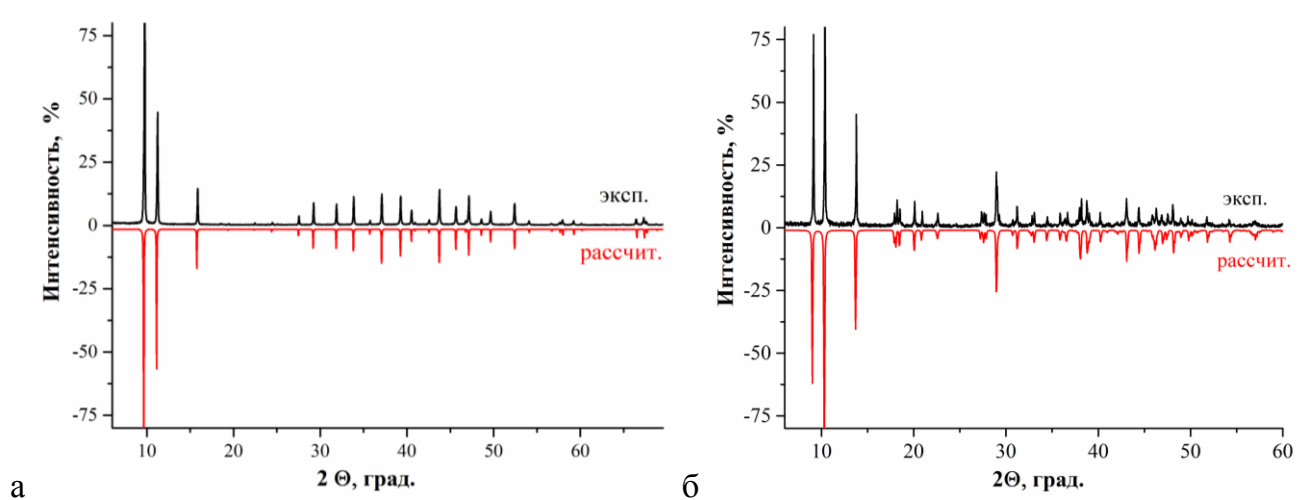 75
50
25
0
-25
-50
-75
Интенсивность, %
эксп.
рассчит.
10 20 30 40 50 60
2 Θ, град.
а
75
50
25
0
-25
-50
-75
Интенсивность, %
эксп.
рассчит.
10 20 30 40 50 60
2Θ, град.
б